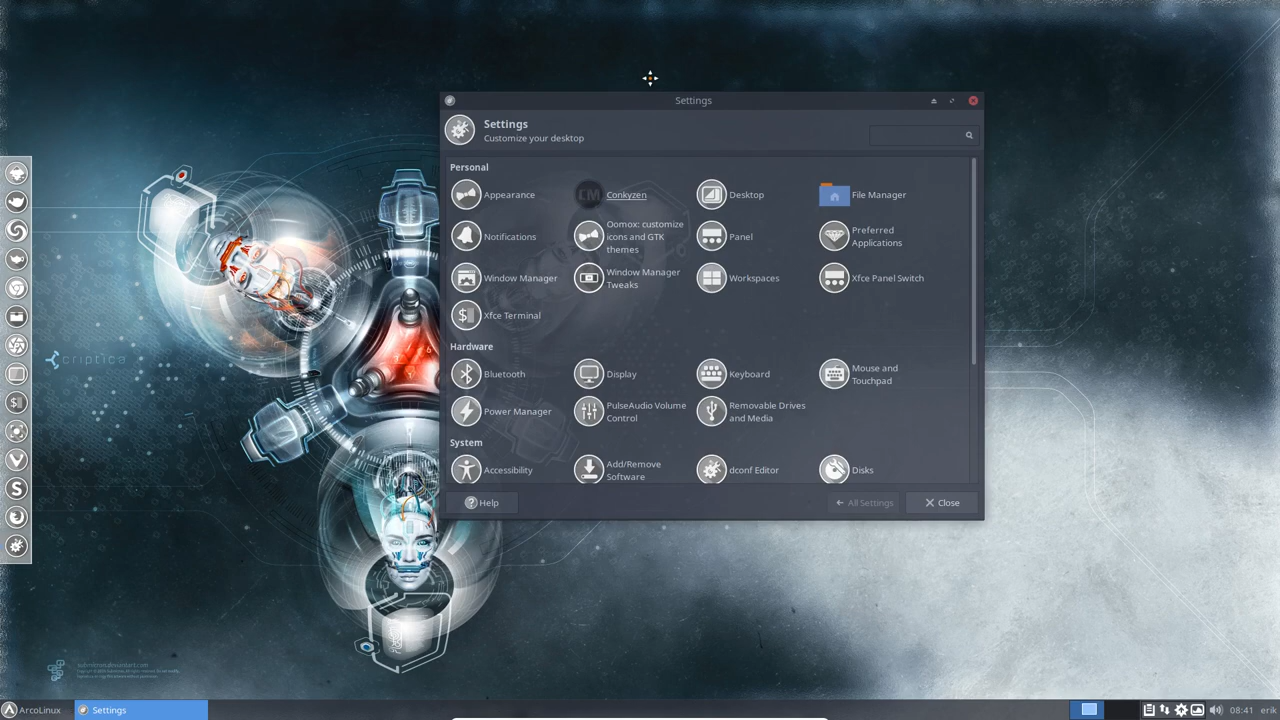 Settings
Settings
Customize your desktop
Personal
Appearance
Conkyzen
Desktop
File Manager
Notifications
Oomox: customize
icons and GTK
themes
Panel
Preferred
Applications
Window Manager
Window Manager
Tweaks
Workspaces
Xfce Panel Switch
Xfce Terminal
Hardware
Bluetooth
Display
Keyboard
Mouse and
Touchpad
Power Manager
PulseAudio Volume
Control
Removable Drives
and Media
System
Accessibility
Add/Remove
Software
dconf Editor
Disks
Help
All Settings
Close
criptica
ArcoLinux
Settings
08:41
erik